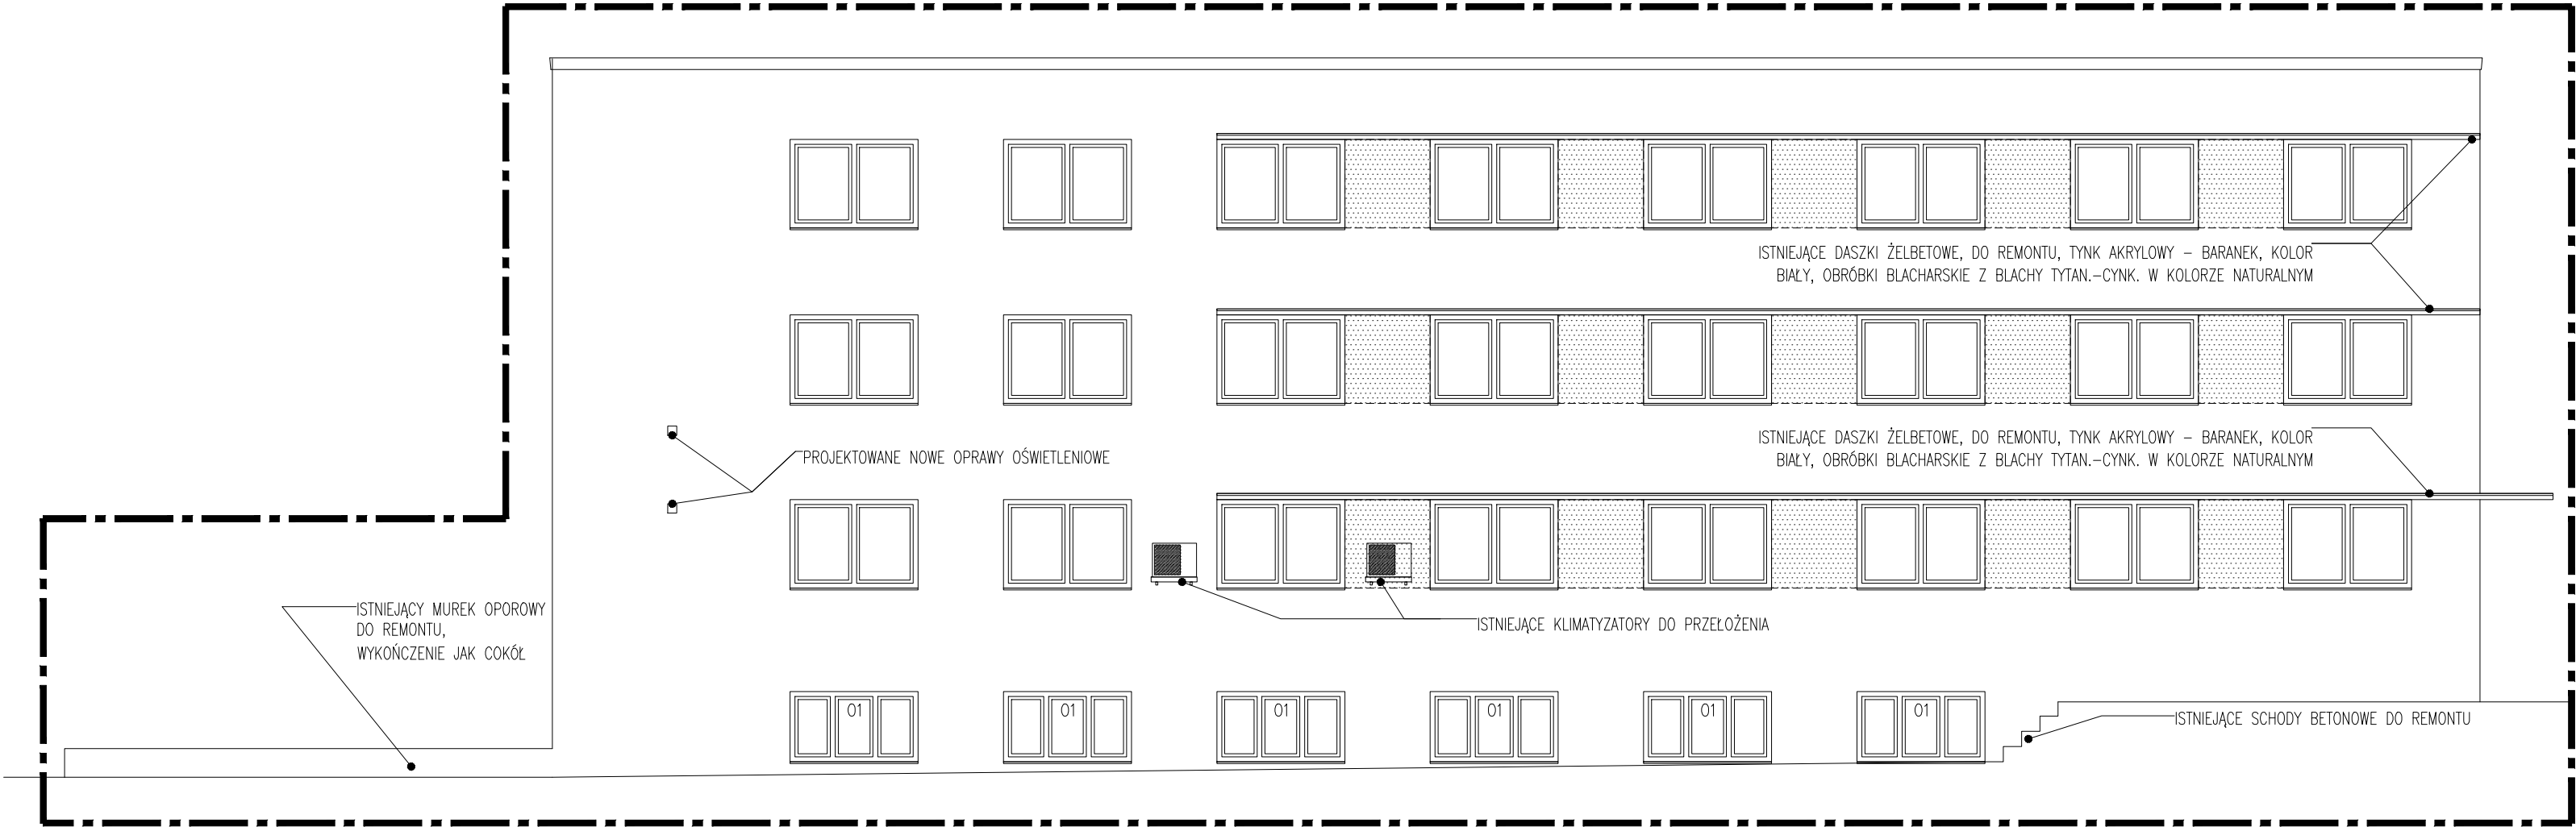 ISTNIEJĄCE DASZKI ŻELBETOWE, DO REMONTU, TYNK AKRYLOWY – BARANEK, KOLOR
BIAŁY, OBRÓBKI BLACHARSKIE Z BLACHY TYTAN.–CYNK. W KOLORZE NATURALNYM
ISTNIEJĄCE DASZKI ŻELBETOWE, DO REMONTU, TYNK AKRYLOWY – BARANEK, KOLOR
BIAŁY, OBRÓBKI BLACHARSKIE Z BLACHY TYTAN.–CYNK. W KOLORZE NATURALNYM
PROJEKTOWANE NOWE OPRAWY OŚWIETLENIOWE
ISTNIEJĄCY MUREK OPOROWY
DO REMONTU,
WYKOŃCZENIE JAK COKÓŁ
ISTNIEJĄCE KLIMATYZATORY DO PRZEŁOŻENIA
O1
O1
O1
O1
O1
O1
ISTNIEJĄCE SCHODY BETONOWE DO REMONTU